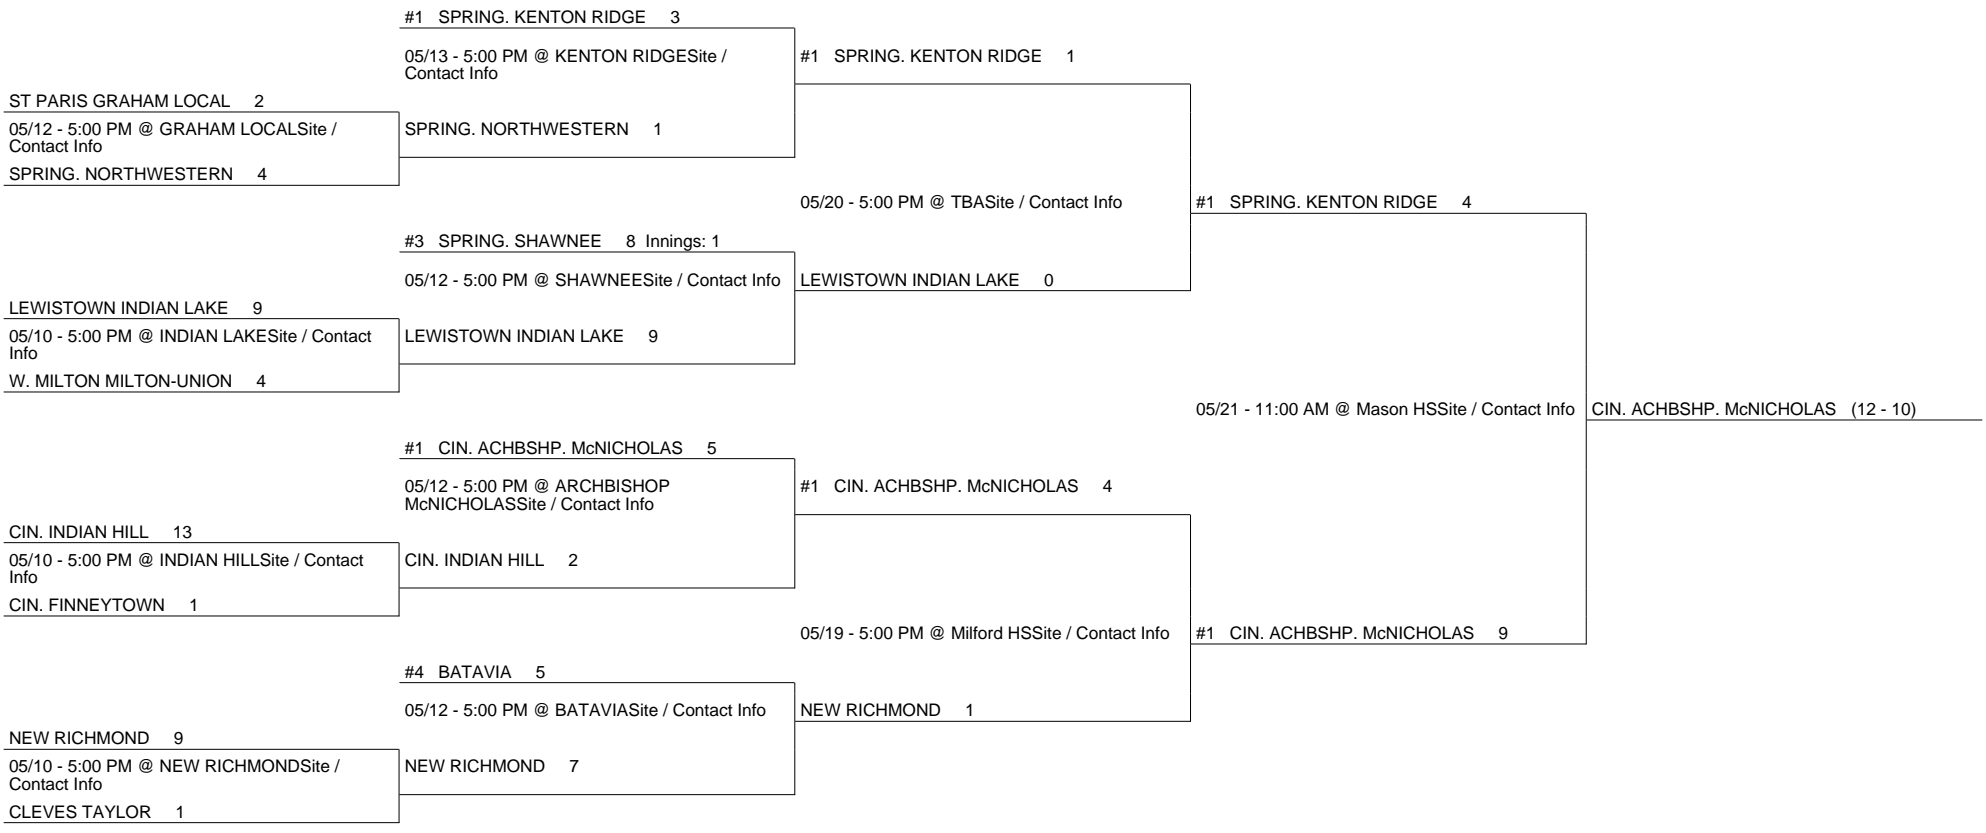 #1 SPRING. KENTON RIDGE 3
05/13 - 5:00 PM @ KENTON RIDGESite /
Contact Info
#1 SPRING. KENTON RIDGE 1
ST PARIS GRAHAM LOCAL 2
05/12 - 5:00 PM @ GRAHAM LOCALSite /
Contact Info
SPRING. NORTHWESTERN 1
SPRING. NORTHWESTERN 4
05/20 - 5:00 PM @ TBASite / Contact Info
#1 SPRING. KENTON RIDGE 4
#3 SPRING. SHAWNEE 8 Innings: 1
05/12 - 5:00 PM @ SHAWNEESite / Contact Info
LEWISTOWN INDIAN LAKE 0
LEWISTOWN INDIAN LAKE 9
05/10 - 5:00 PM @ INDIAN LAKESite / Contact
Info
LEWISTOWN INDIAN LAKE 9
W. MILTON MILTON-UNION 4
05/21 - 11:00 AM @ Mason HSSite / Contact Info
CIN. ACHBSHP. McNICHOLAS (12 - 10)
#1 CIN. ACHBSHP. McNICHOLAS 5
05/12 - 5:00 PM @ ARCHBISHOP
McNICHOLASSite / Contact Info
#1 CIN. ACHBSHP. McNICHOLAS 4
CIN. INDIAN HILL 13
05/10 - 5:00 PM @ INDIAN HILLSite / Contact
Info
CIN. INDIAN HILL 2
CIN. FINNEYTOWN 1
05/19 - 5:00 PM @ Milford HSSite / Contact Info
#1 CIN. ACHBSHP. McNICHOLAS 9
#4 BATAVIA 5
05/12 - 5:00 PM @ BATAVIASite / Contact Info
NEW RICHMOND 1
NEW RICHMOND 9
05/10 - 5:00 PM @ NEW RICHMONDSite /
Contact Info
NEW RICHMOND 7
CLEVES TAYLOR 1